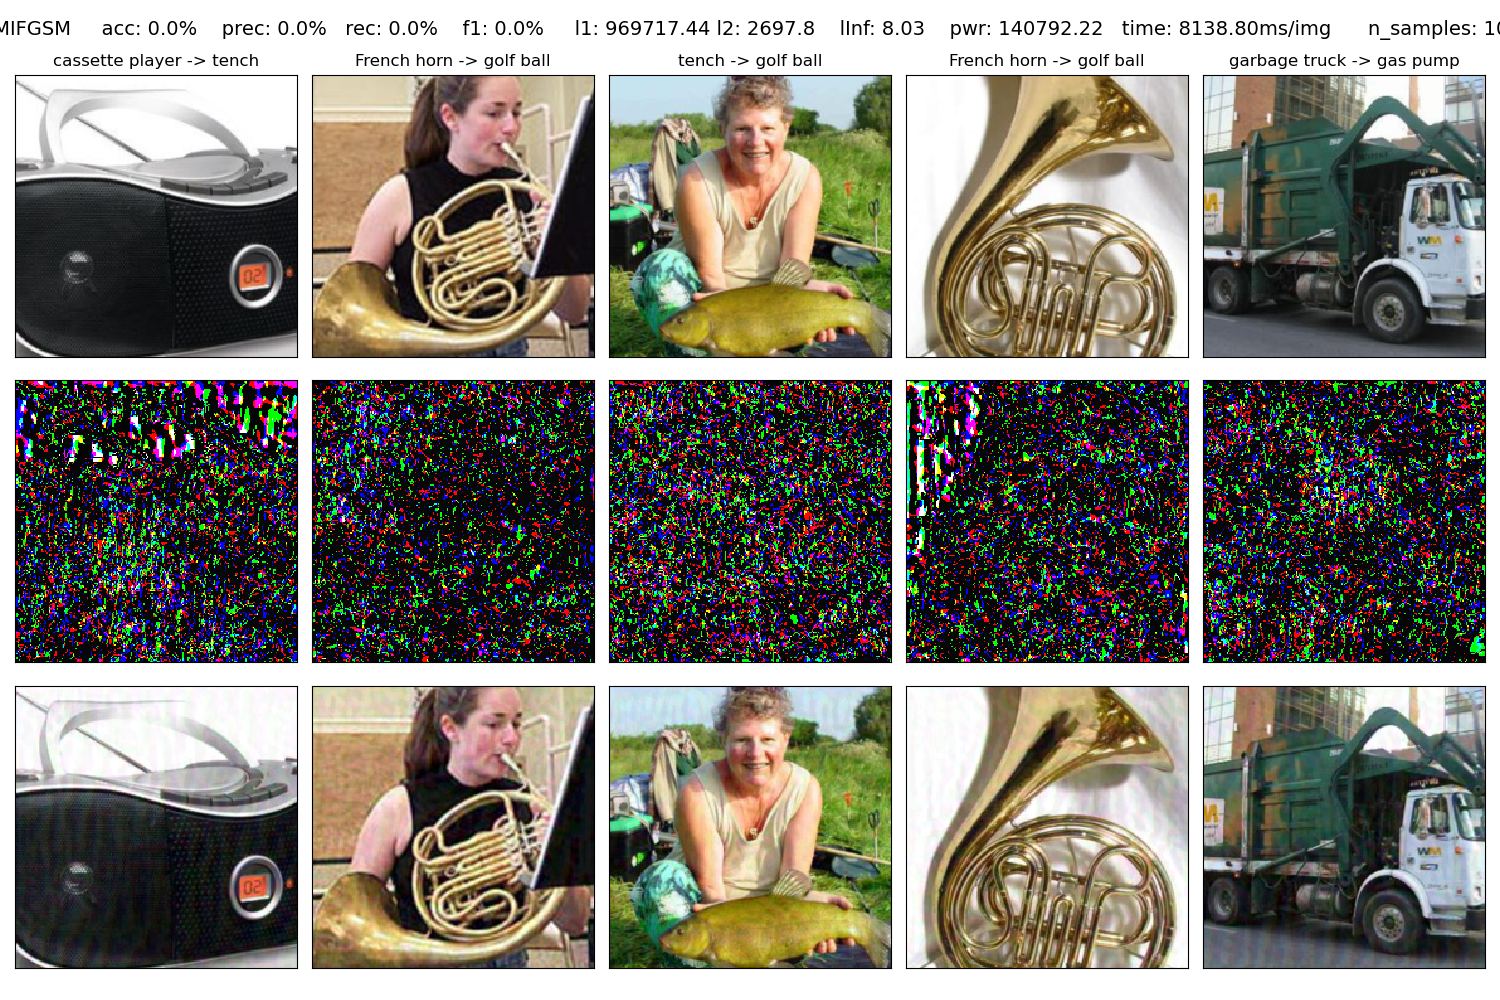 MIFGSM acc: 0.0% prec: 0.0% rec: 0.0% f1: 0.0% l1: 969717.44 l2: 2697.8 lInf: 8.03 pwr: 140792.22 time: 8138.80ms/img n_samples: 10
cassette player -> tench
French horn -> golf ball
tench -> golf ball
French horn -> golf ball
garbage truck -> gas pump
02
WM
02
WM